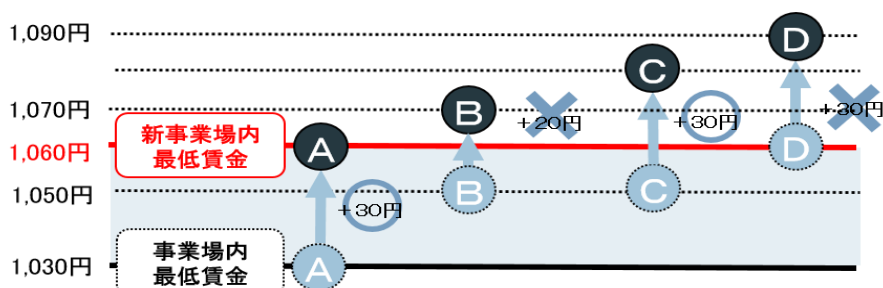 1,090円
D
C
1,070円
B
+20円
+30円
+30円
新事業場内
最低賃金
1,060円
A
D
1,050円
B
C
+30円
事業場内
最低賃金
1,030円
A